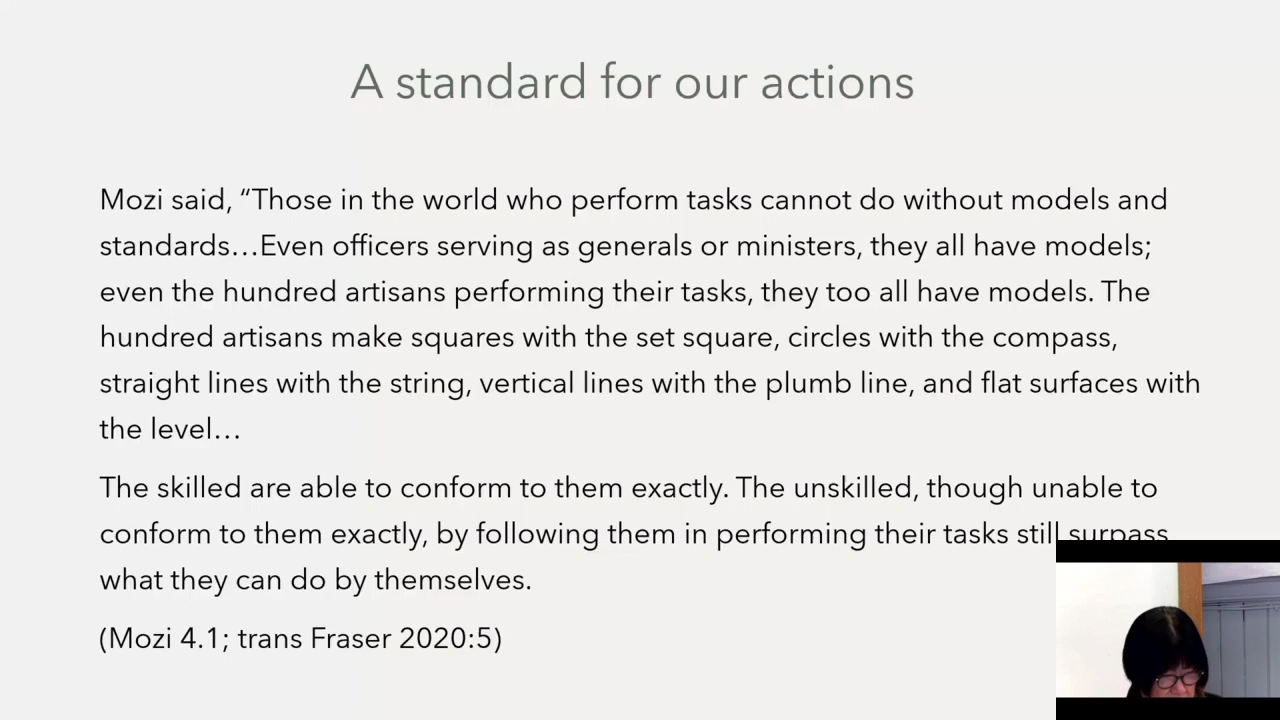 A standard for our actions
Mozi said, “Those in the world who perform tasks cannot do without models and
standards…Even officers serving as generals or ministers, they all have models;
even the hundred artisans performing their tasks, they too all have models. The
hundred artisans make squares with the set square, circles with the compass,
straight lines with the string, vertical lines with the plumb line, and flat surfaces with
the level…
The skilled are able to conform to them exactly. The unskilled, though unable to
conform to them exactly, by following them in performing their tasks still surpass
what they can do by themselves.
(Mozi 4.1; trans Fraser 2020:5)